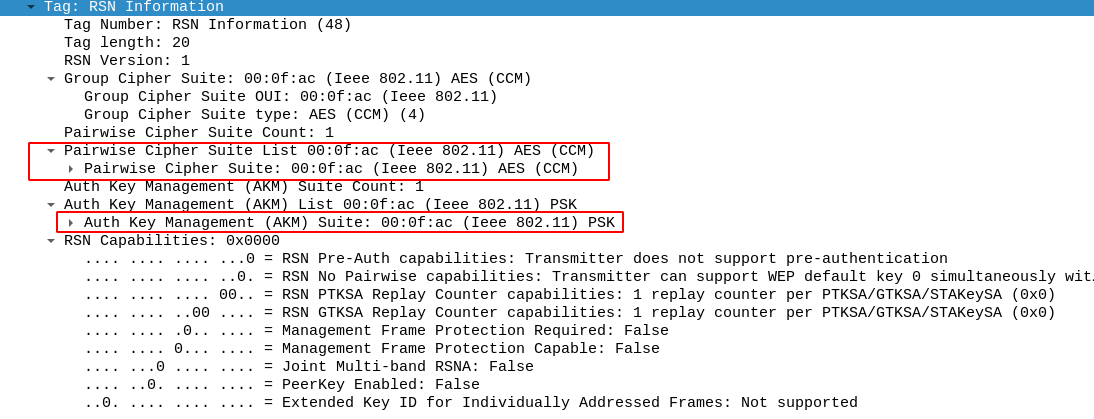 Tag: RSN Information
Tag Number: RSN Information (48)
Tag length: 20
RSN Version: 1
Group Cipher Suite: 00:0f:ac (Ieee 802.11) AES (CCM)
Group Cipher Suite OUI: 00:0f:ac (Ieee 802.11)
Group Cipher Suite type: AES (CCM) (4)
Pairwise Cipher Suite Count: 1
Pairwise Cipher Suite List 00:0f:ac (Ieee 802.11) AES (CCM)
Pairwise Cipher Suite: 00:0f:ac (Ieee 802.11) AES (CCM)
Auth Key Management (AKM) Suite Count: 1
Auth Key Management (AKM) List 00:0f:ac (Ieee 802.11) PSK
Auth Key Management (AKM) Suite: 00:0f:ac (Ieee 802.11) PSK
RSN Capabilities: 0x0000
.... .... .... ...0 = RSN Pre-Auth capabilities: Transmitter does not support pre-authentication
.... .... .... ..0. = RSN No Pairwise capabilities: Transmitter can support WEP default key 0 simultaneously
.... .... .... 00.. = RSN PTKSA Replay Counter capabilities: 1 replay counter per PTKSA/GTKSA/STAKeySA (0x0)
.... .... ..00 .... = RSN GTKSA Replay Counter capabilities: 1 replay counter per PTKSA/GTKSA/STAKeySA (0x0)
.... .... .0.. .... = Management Frame Protection Required: False
.... .... 0... .... = Management Frame Protection Capable: False
.... ...0 .... .... = Joint Multi-band RSNA: False
.... ..0. .... .... = PeerKey Enabled: False
..0. .... .... .... = Extended Key ID for Individually Addressed Frames: Not supported